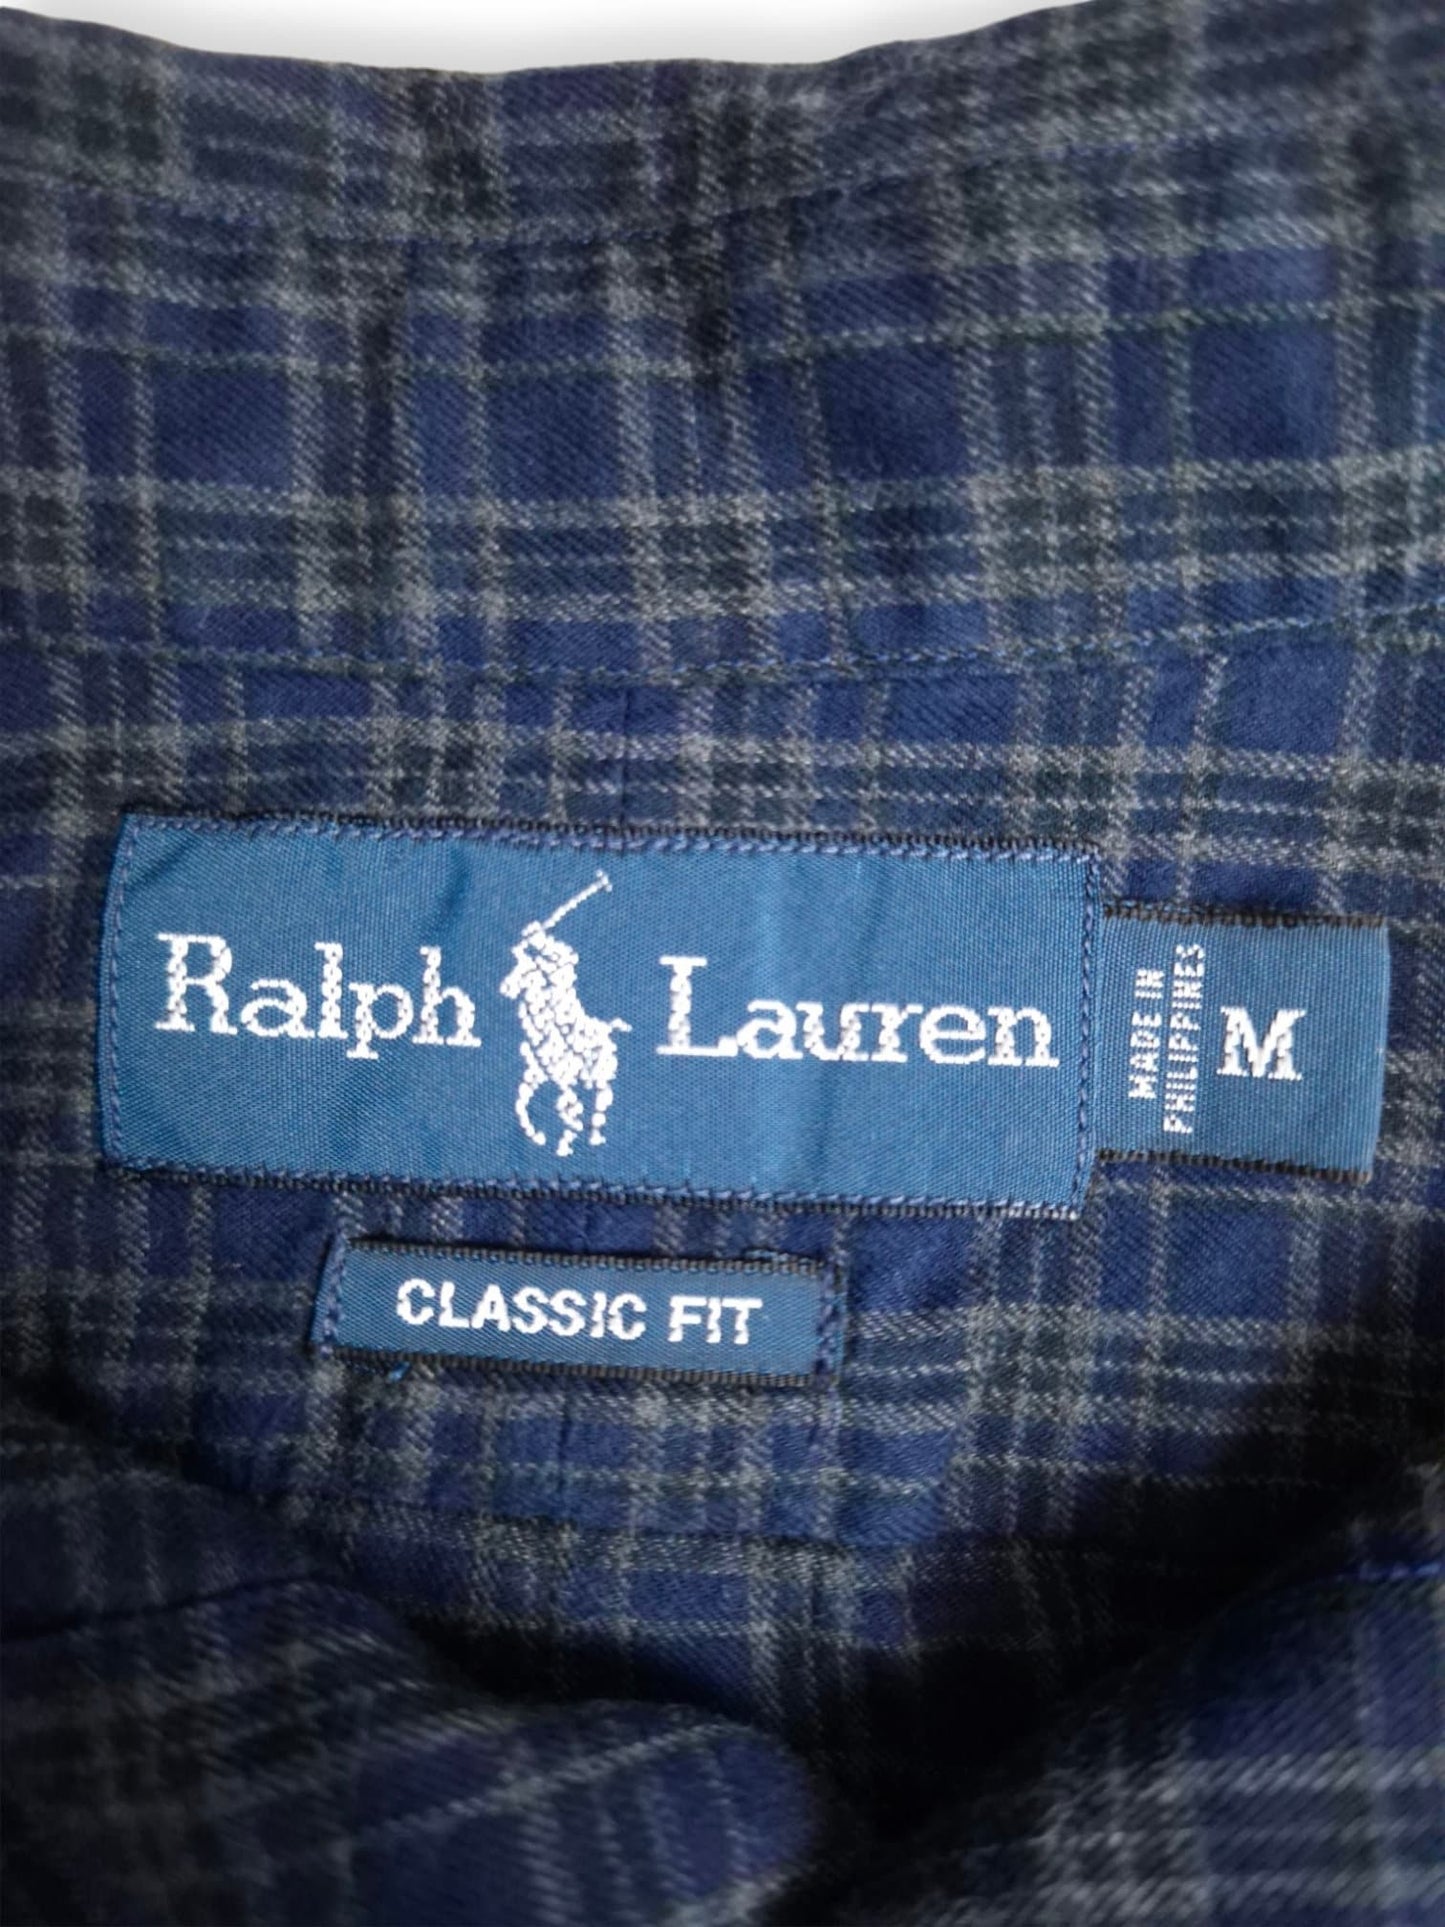 Ralph Lauren
MADE IN
PHILIPPINES
M
CLASSIC FIT